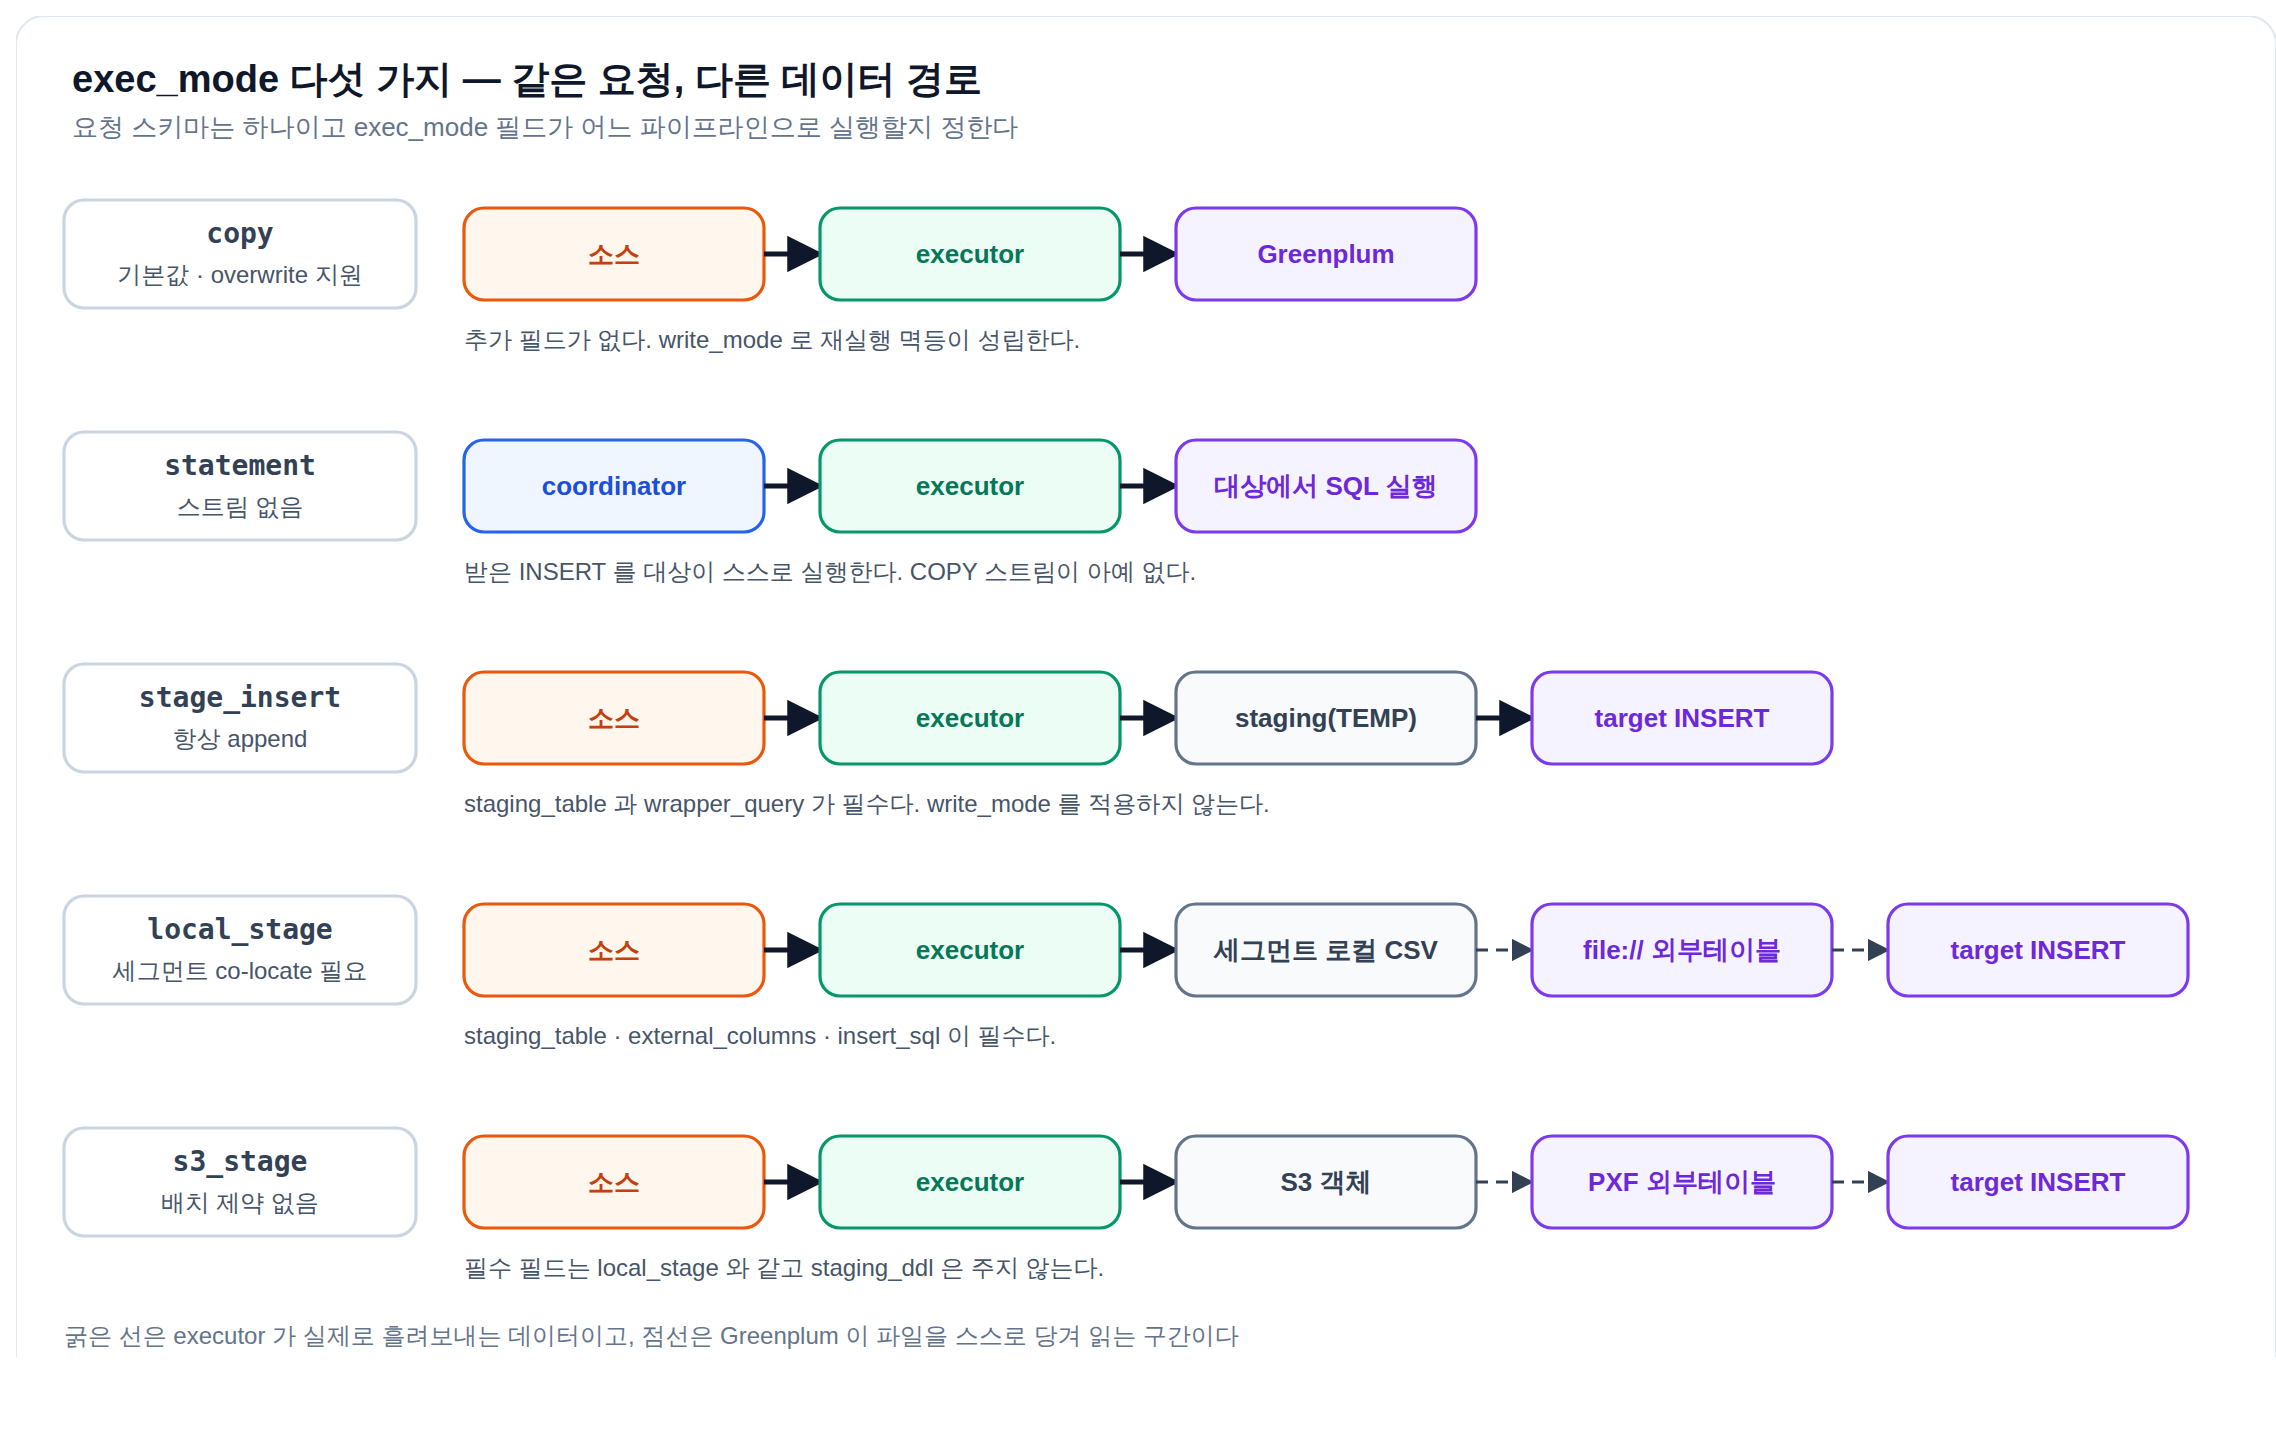 exec_mode 다섯 가지 — 같은 요청, 다른 데이터 경로
요청 스키마는 하나이고 exec_mode 필드가 어느 파이프라인으로 실행할지 정한다
copy
기본값 · overwrite 지원
소스
executor
Greenplum
추가 필드가 없다. write_mode 로 재실행 멱등이 성립한다.
statement
스트림 없음
coordinator
executor
대상에서 SQL 실행
받은 INSERT 를 대상이 스스로 실행한다. COPY 스트림이 아예 없다.
stage_insert
항상 append
소스
executor
staging(TEMP)
target INSERT
staging_table 과 wrapper_query 가 필수다. write_mode 를 적용하지 않는다.
local_stage
세그먼트 co-locate 필요
소스
executor
세그먼트 로컬 CSV
file:// 외부테이블
target INSERT
staging_table · external_columns · insert_sql 이 필수다.
s3_stage
배치 제약 없음
소스
executor
S3 객체
PXF 외부테이블
target INSERT
필수 필드는 local_stage 와 같고 staging_ddl 은 주지 않는다.
굵은 선은 executor 가 실제로 흘려보내는 데이터이고, 점선은 Greenplum 이 파일을 스스로 당겨 읽는 구간이다